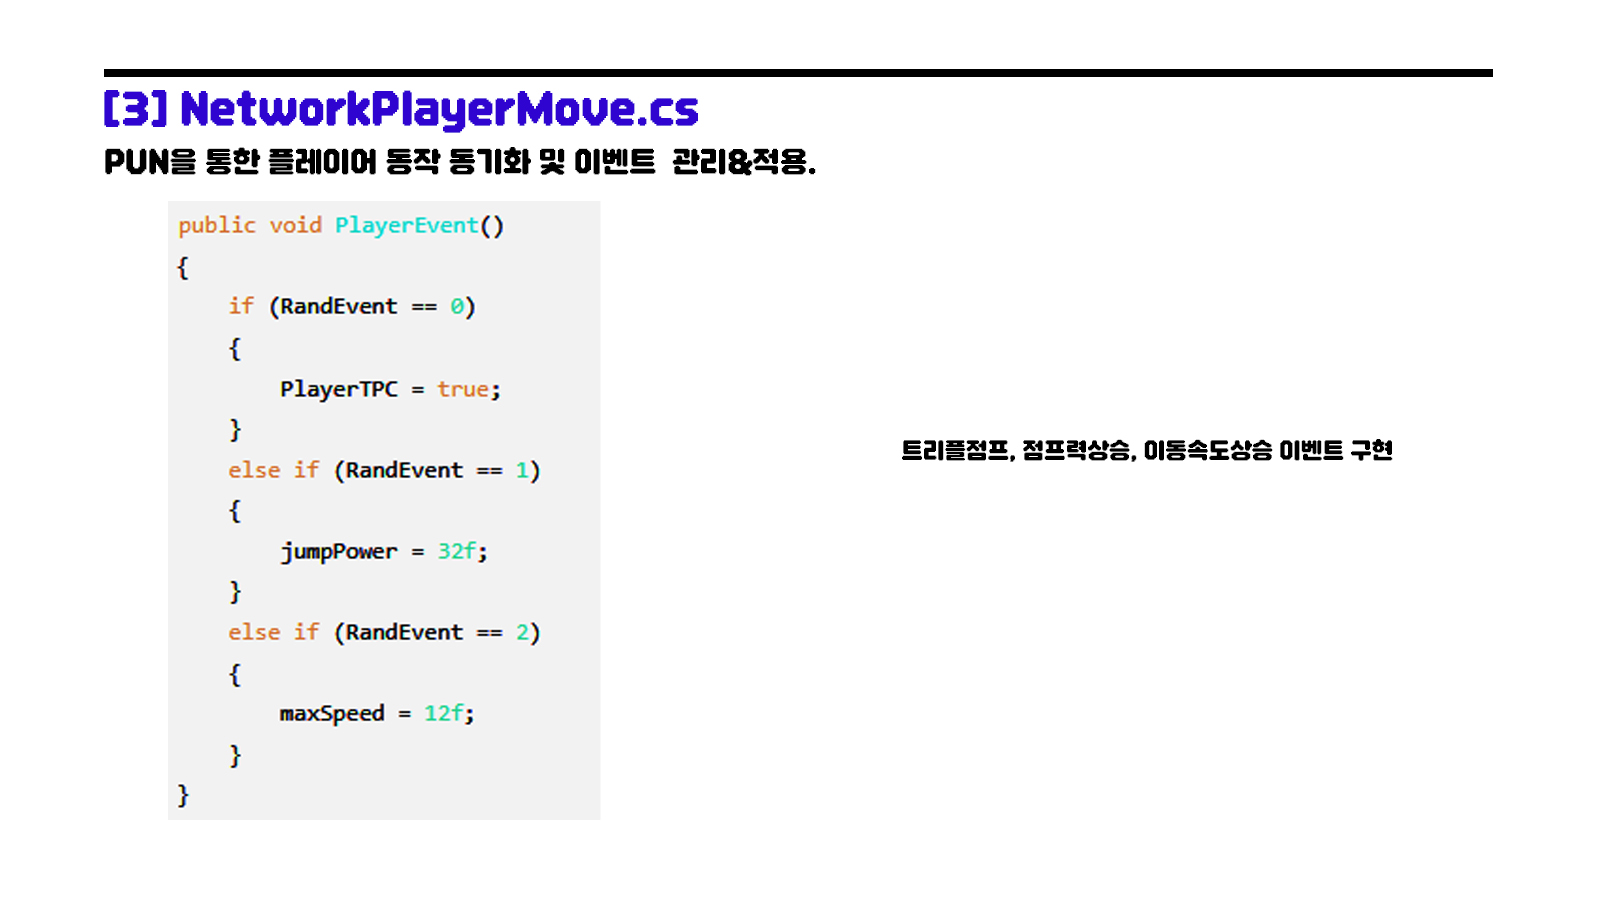 [3] NetworkPlayerMove.cs
PUN을 통한 플레이어 동작 동기화 및 이벤트  관리&적용.
public void PlayerEvent()
{
    if (RandEvent == 0)
    {
        PlayerTPC = true;
    }
    else if (RandEvent == 1)
    {
        jumpPower = 32f;
    }
    else if (RandEvent == 2)
    {
        maxSpeed = 12f;
    }
}
트리플점프, 점프력상승, 이동속도상승 이벤트 구현